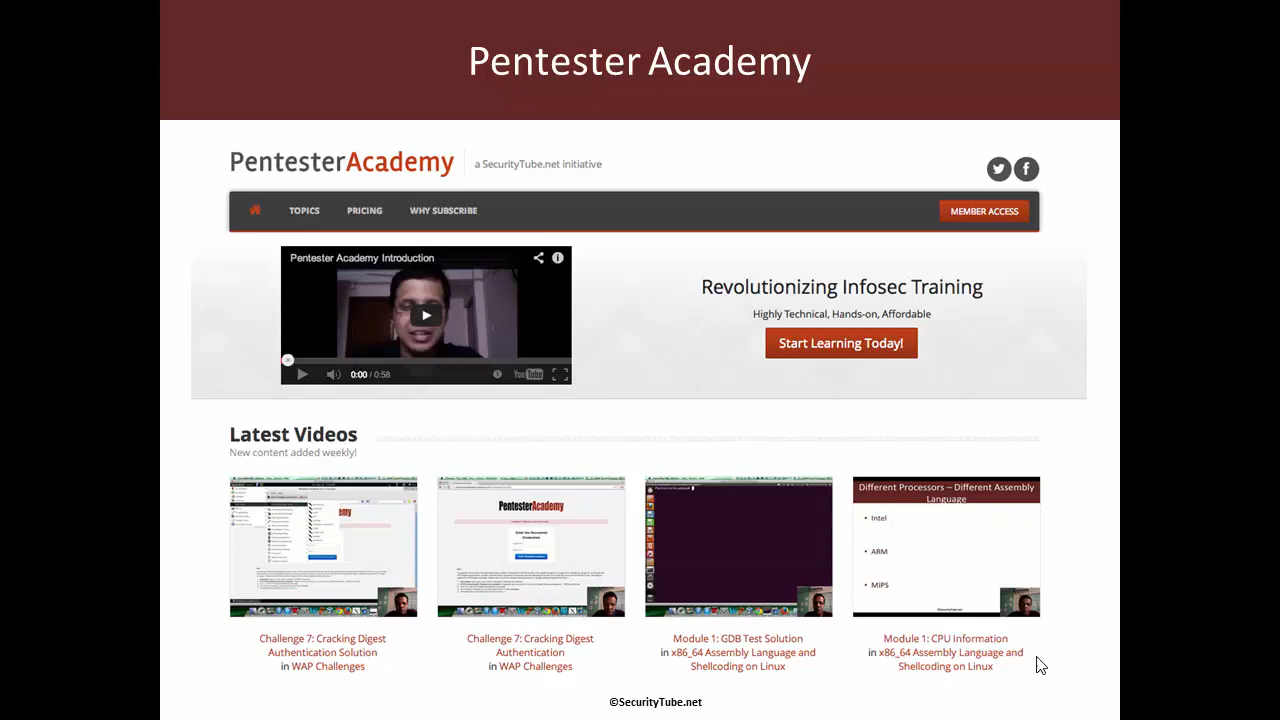 Pentester Academy
PentesterAcademy
a SecurityTube.net initiative
TOPICS
PRICING
WHY SUBSCRIBE
MEMBER ACCESS
Pentester Academy Introduction
0:00 / 0:58
YouTube
Revolutionizing Infosec Training
Highly Technical, Hands-on, Affordable
Start Learning Today!
Latest Videos
New content added weekly!
PentesterAcademy
Different Processors – Different Assembly
Language
• Intel
• ARM
• MIPS
©SecurityTube.net
Challenge 7: Cracking Digest
Authentication Solution
in WAP Challenges
Challenge 7: Cracking Digest
Authentication
in WAP Challenges
Module 1: GDB Test Solution
in x86_64 Assembly Language and
Shellcoding on Linux
Module 1: CPU Information
in x86_64 Assembly Language and
Shellcoding on Linux
©SecurityTube.net